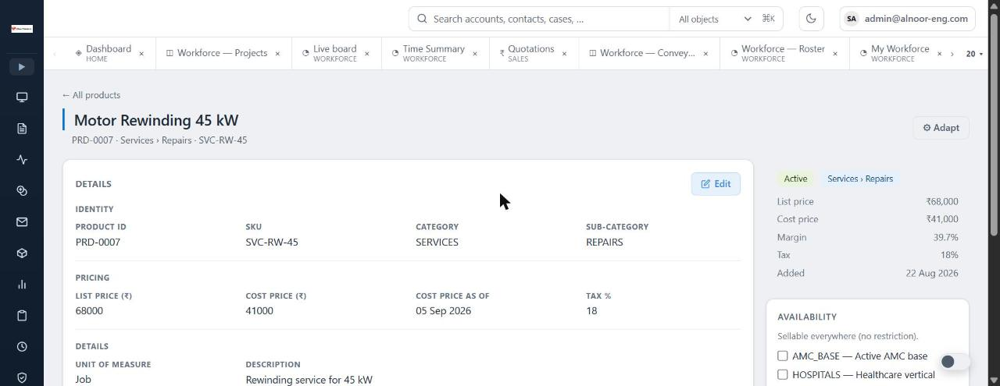 Search accounts, contacts, cases, ...
All objects
⌘K
SA
admin@alnoor-eng.com
Dashboard ×
HOME
Workforce — Projects ×
Live board ×
WORKFORCE
Time Summary ×
WORKFORCE
₹ Quotations ×
SALES
Workforce — Convey... ×
Workforce — Roster ×
WORKFORCE
My Workforce ×
WORKFORCE
20
← All products
Motor Rewinding 45 kW
PRD-0007 · Services › Repairs · SVC-RW-45
⚙ Adapt
DETAILS
Edit
IDENTITY
PRODUCT ID SKU CATEGORY SUB-CATEGORY
PRD-0007 SVC-RW-45 SERVICES REPAIRS
PRICING
LIST PRICE (₹) COST PRICE (₹) COST PRICE AS OF TAX %
68000 41000 05 Sep 2026 18
DETAILS
UNIT OF MEASURE DESCRIPTION
Job Rewinding service for 45 kW
Active Services › Repairs
List price ₹68,000
Cost price ₹41,000
Margin 39.7%
Tax 18%
Added 22 Aug 2026
AVAILABILITY
Sellable everywhere (no restriction).
AMC_BASE — Active AMC base
HOSPITALS — Healthcare vertical